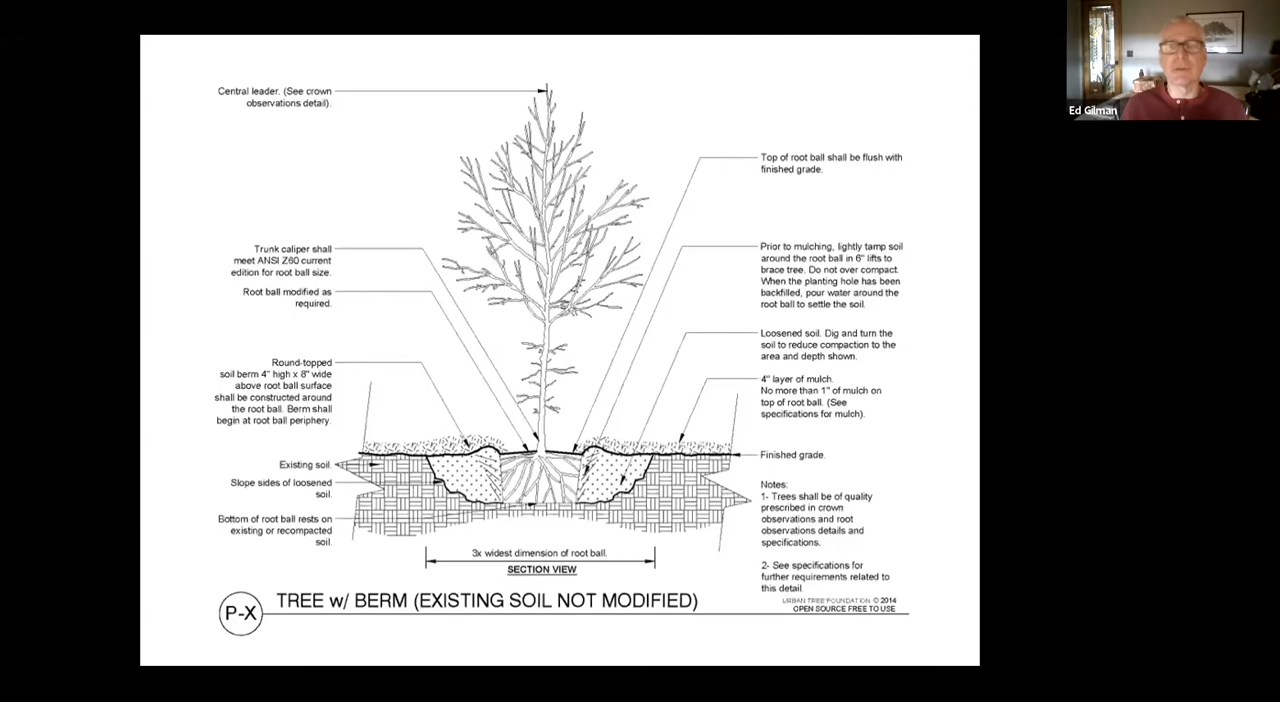 Ed Gilman
Central leader. (See crown
observations detail).
Trunk caliper shall
meet ANSI Z60 current
edition for root ball size.
Root ball modified as
required.
Round-topped
soil berm 4" high x 8" wide
above root ball surface
shall be constructed around
the root ball. Berm shall
begin at root ball periphery.
Existing soil.
Slope sides of loosened
soil.
Bottom of root ball rests on
existing or recompacted
soil.
Top of root ball shall be flush with
finished grade.
Prior to mulching, lightly tamp soil
around the root ball in 6" lifts to
brace tree. Do not over compact.
When the planting hole has been
backfilled, pour water around the
root ball to settle the soil.
Loosened soil. Dig and turn the
soil to reduce compaction to the
area and depth shown.
4" layer of mulch.
No more than 1" of mulch on
top of root ball. (See
specifications for mulch).
Finished grade.
Notes:
1- Trees shall be of quality
prescribed in crown
observations and root
observations details and
specifications.
2- See specifications for
further requirements related to
this detail.
3x widest dimension of root ball.
SECTION VIEW
P-X
TREE w/ BERM (EXISTING SOIL NOT MODIFIED)
URBAN TREE FOUNDATION © 2014
OPEN SOURCE FREE TO USE